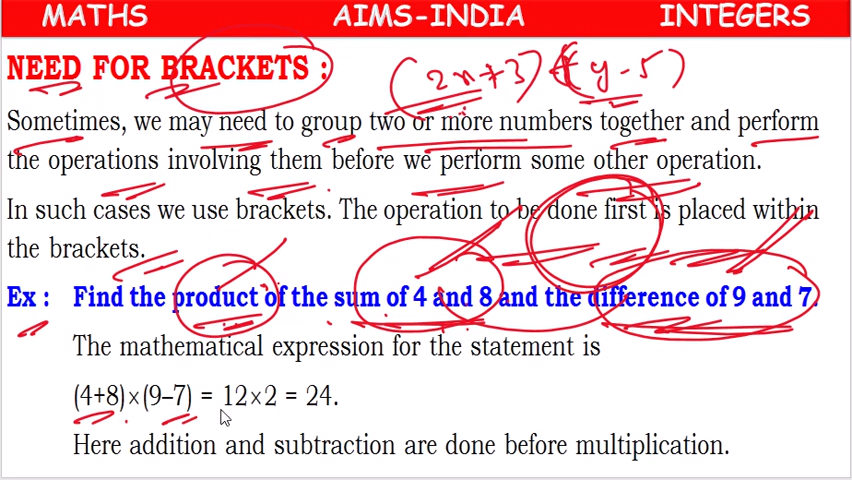 MATHS AIMS-INDIA INTEGERS
NEED FOR BRACKETS : (2x+3) + (y-5)
Sometimes, we may need to group two or more numbers together and perform
the operations involving them before we perform some other operation.
In such cases we use brackets. The operation to be done first is placed within
the brackets.
Ex : Find the product of the sum of 4 and 8 and the difference of 9 and 7.
The mathematical expression for the statement is
(4+8)×(9–7) = 12×2 = 24.
Here addition and subtraction are done before multiplication.